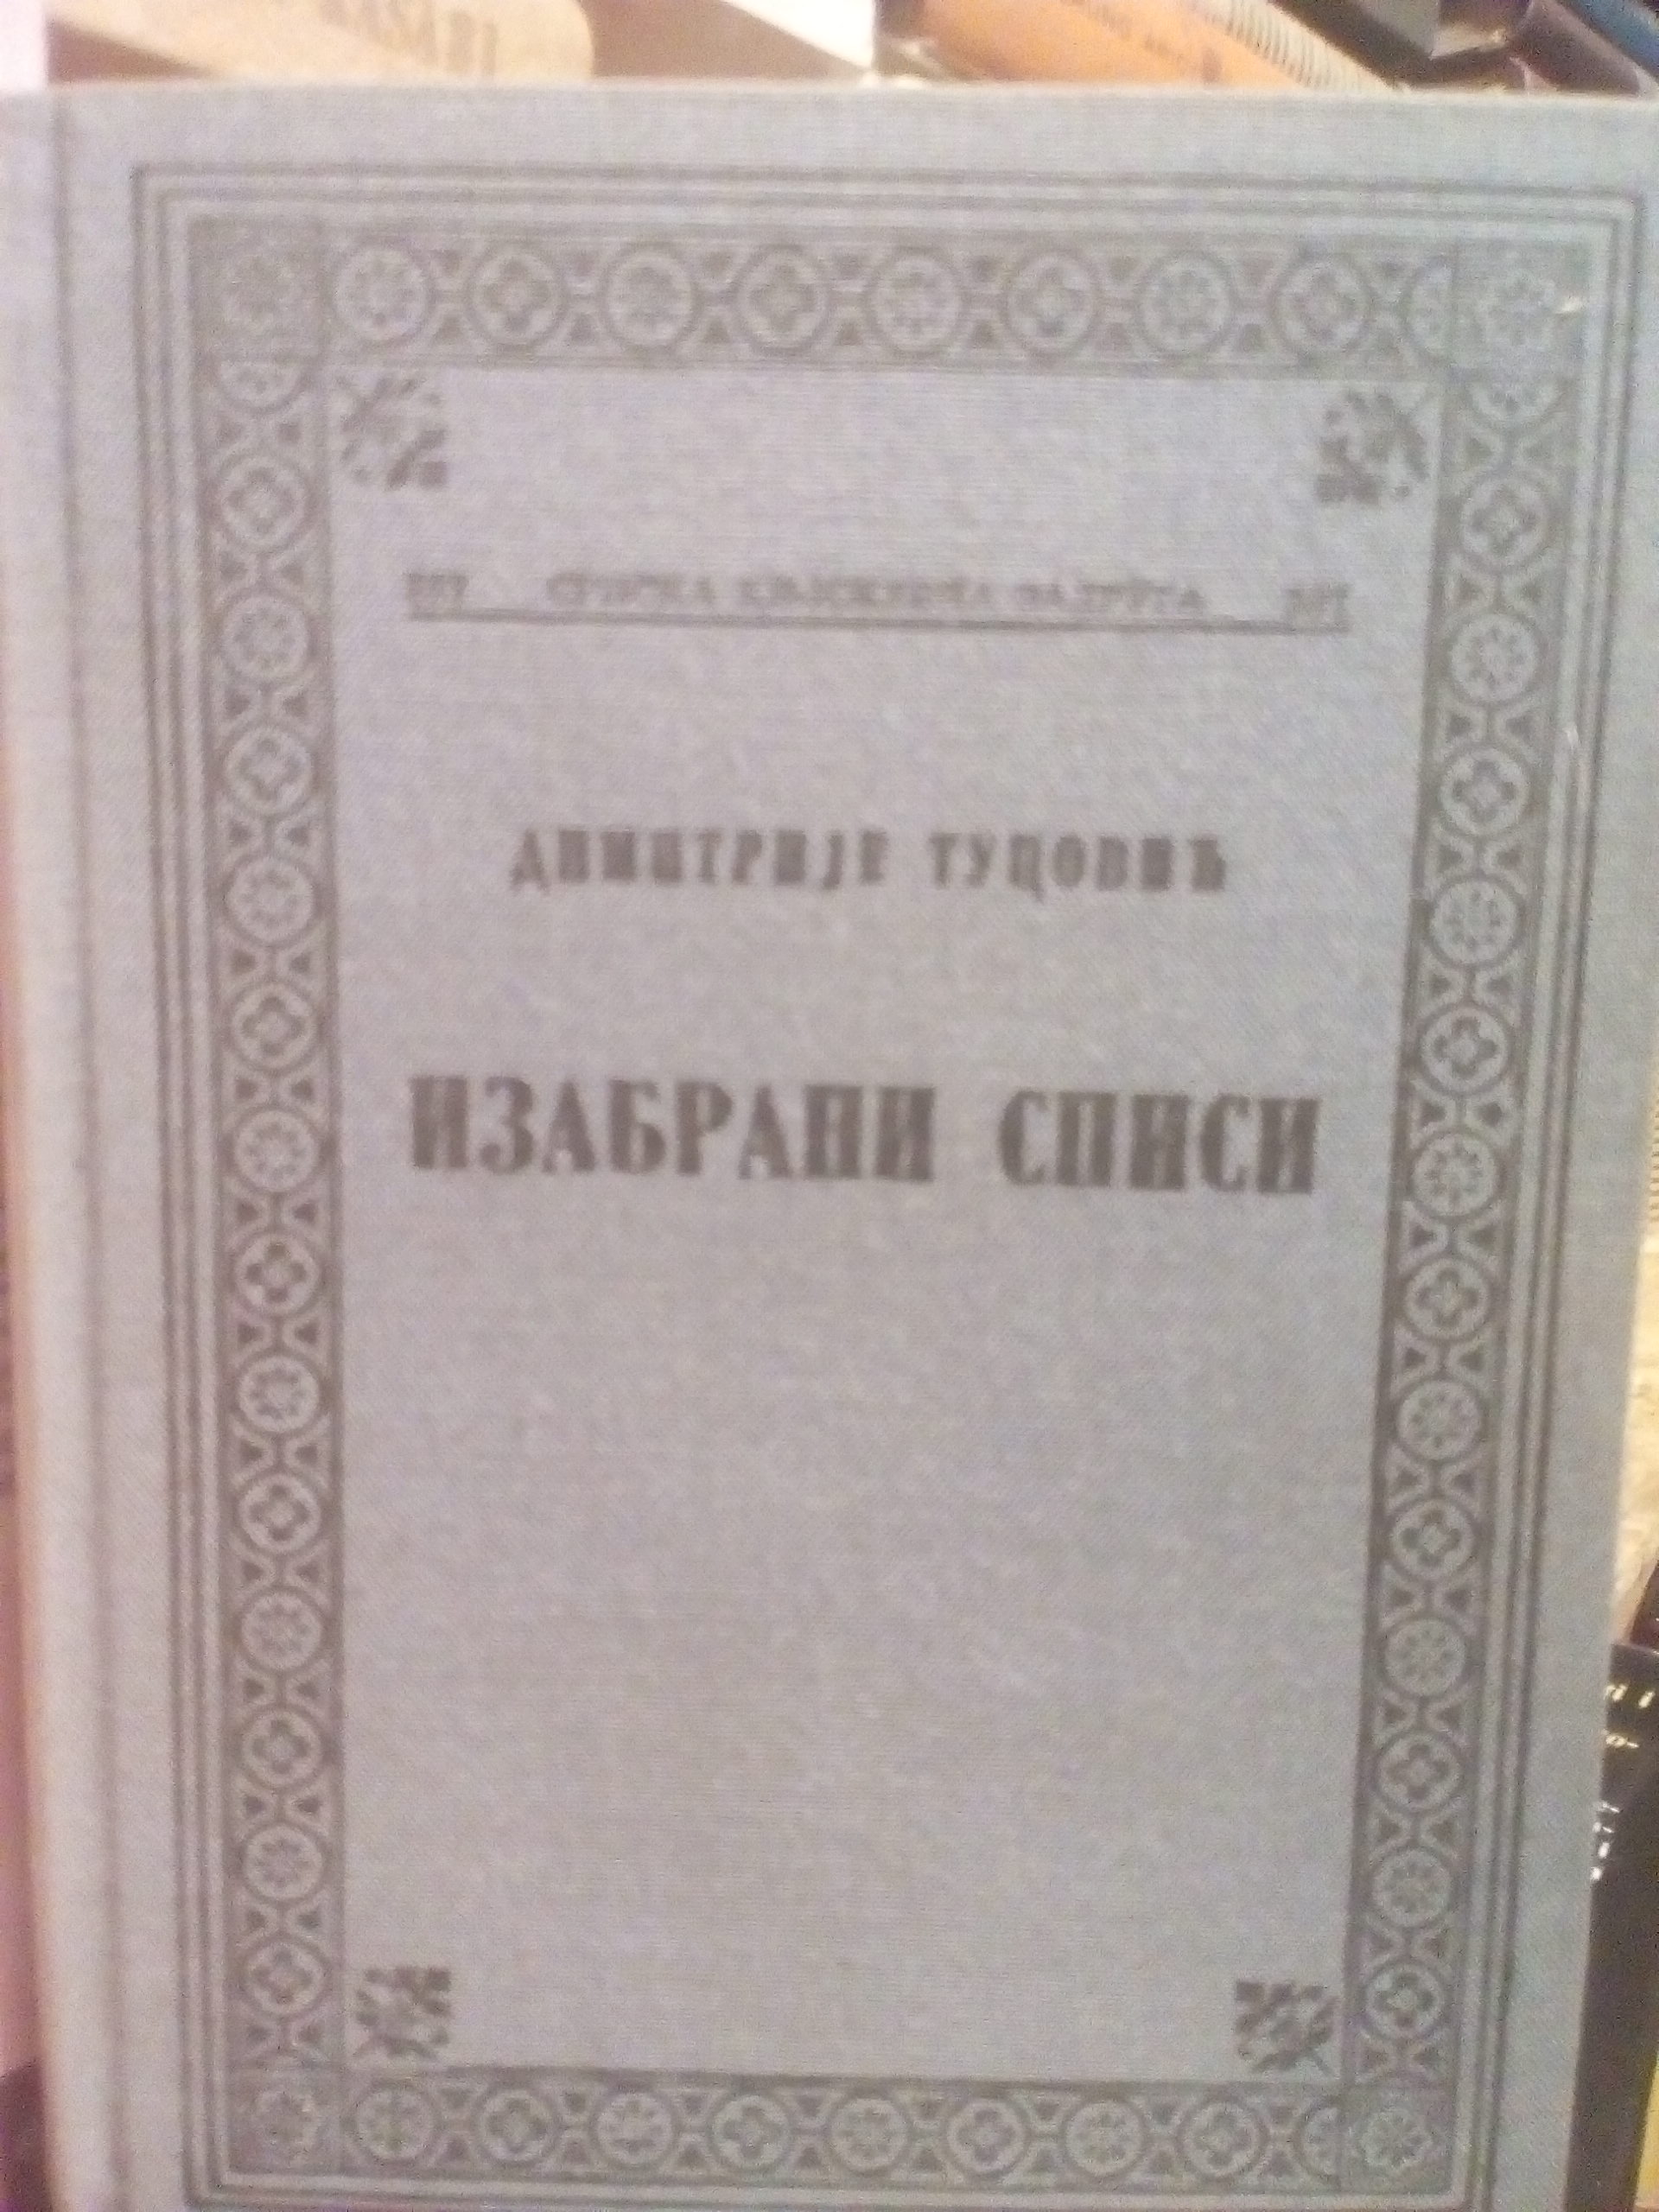 СРПСКА КЊИЖЕВНА ЗАДРУГА
ДИМИТРИЈЕ ТУЦОВИЋ
ИЗАБРАНИ СПИСИ